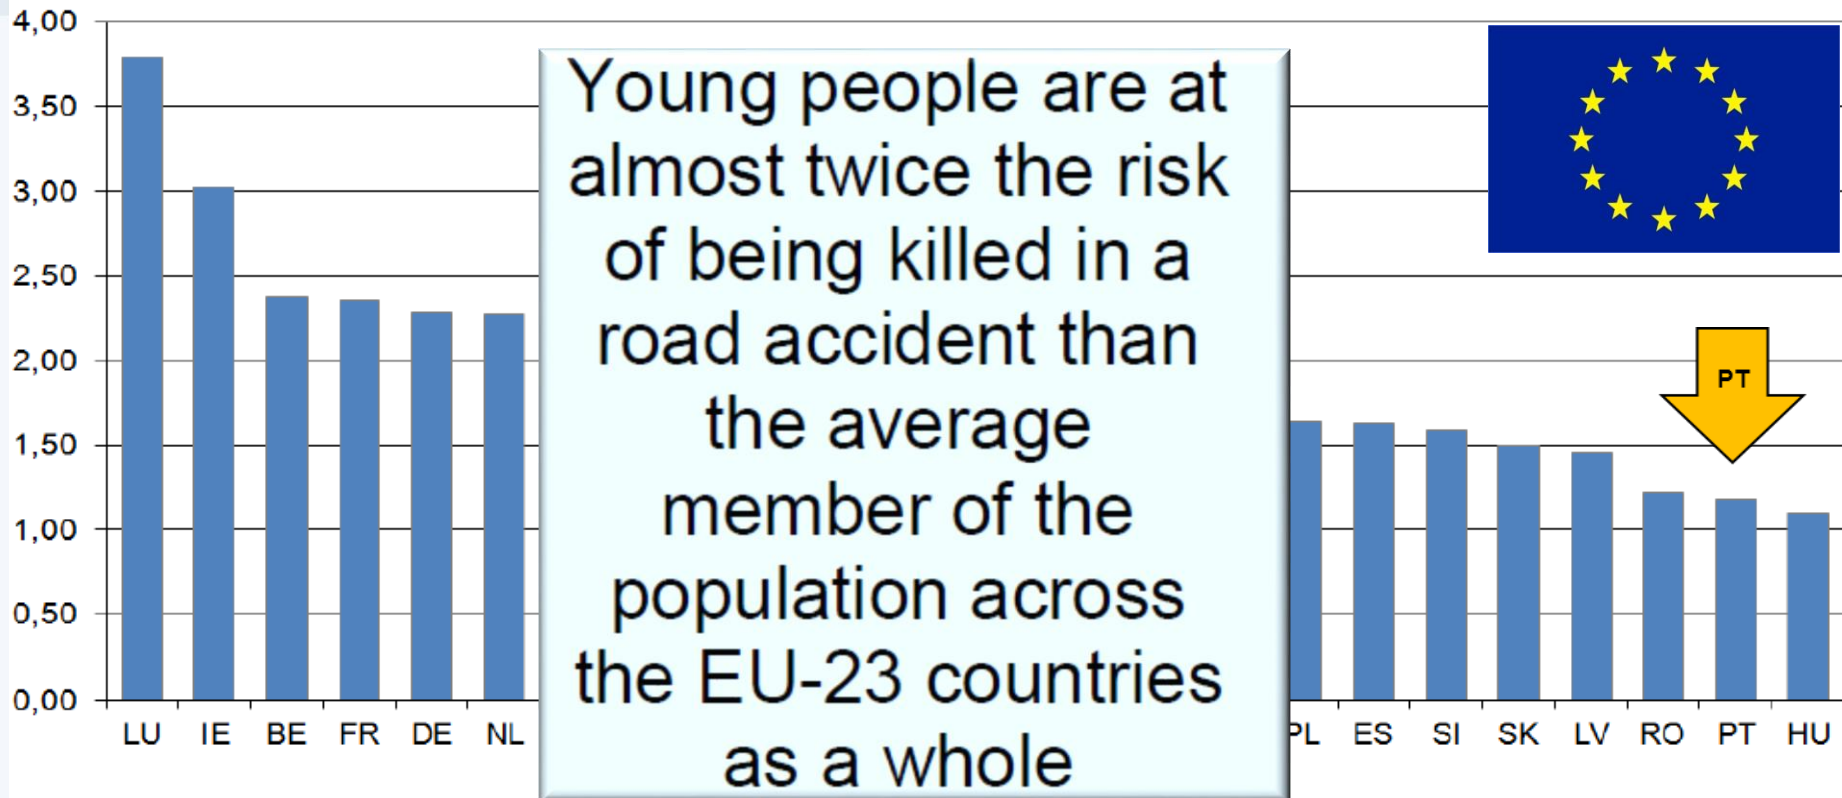 4,00
3,50
3,00
2,50
2,00
1,50
1,00
0,50
0,00
Young people are at
almost twice the risk
of being killed in a
road accident than
the average
member of the
population across
the EU-23 countries
as a whole
PT
LU IE BE FR DE NL PL ES SI SK LV RO PT HU